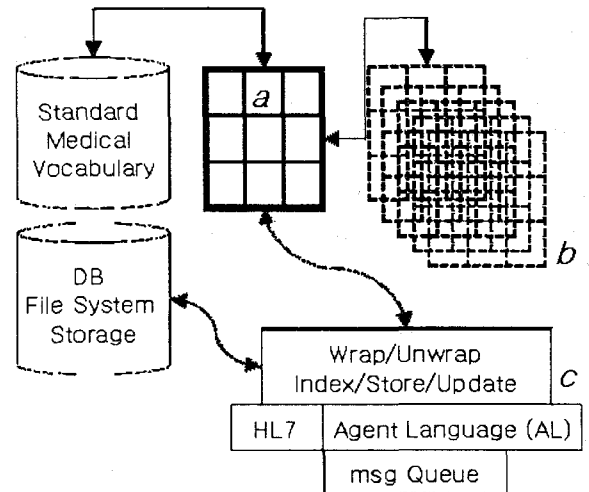 Standard
Medical
Vocabulary
a
b
DB
File System
Storage
Wrap/Unwrap
Index/Store/Update
c
HL7
Agent Language (AL)
msg Queue